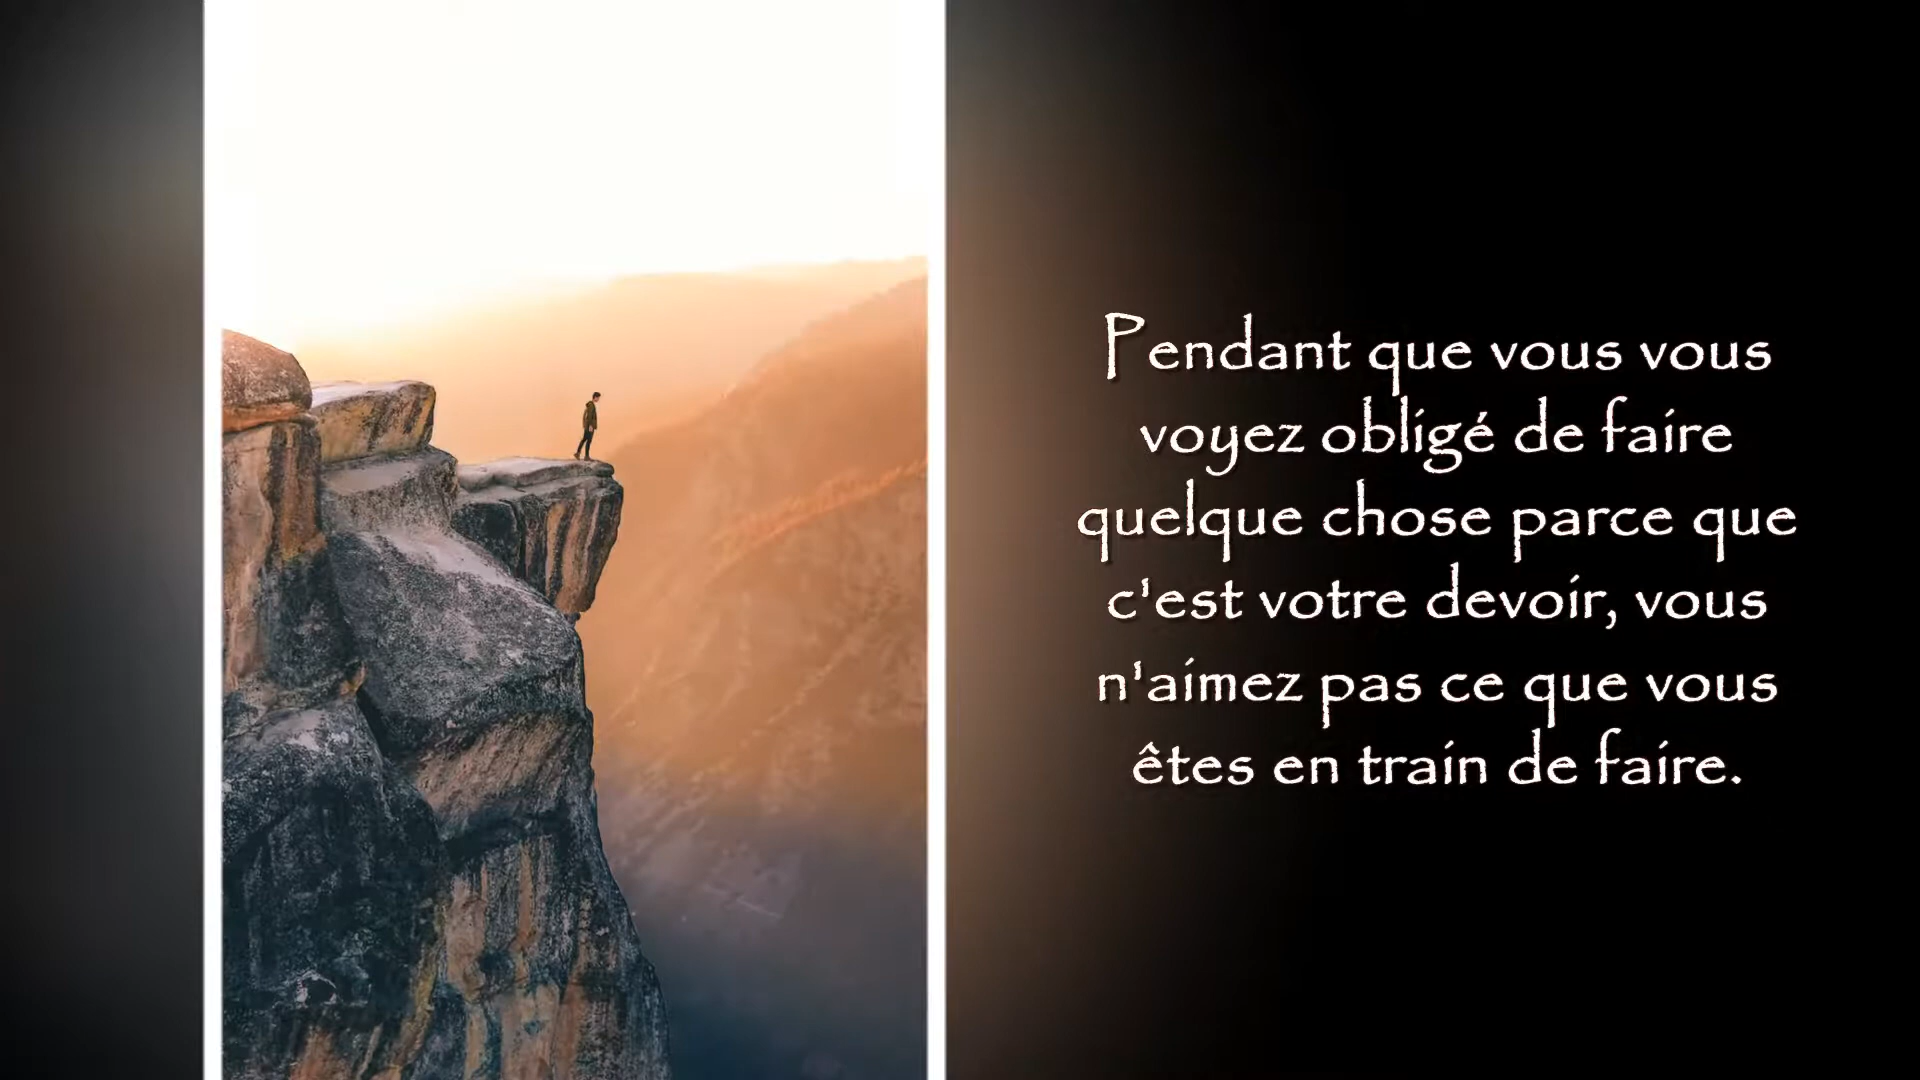 Pendant que vous vous
voyez obligé de faire
quelque chose parce que
c'est votre devoir, vous
n'aimez pas ce que vous
êtes en train de faire.